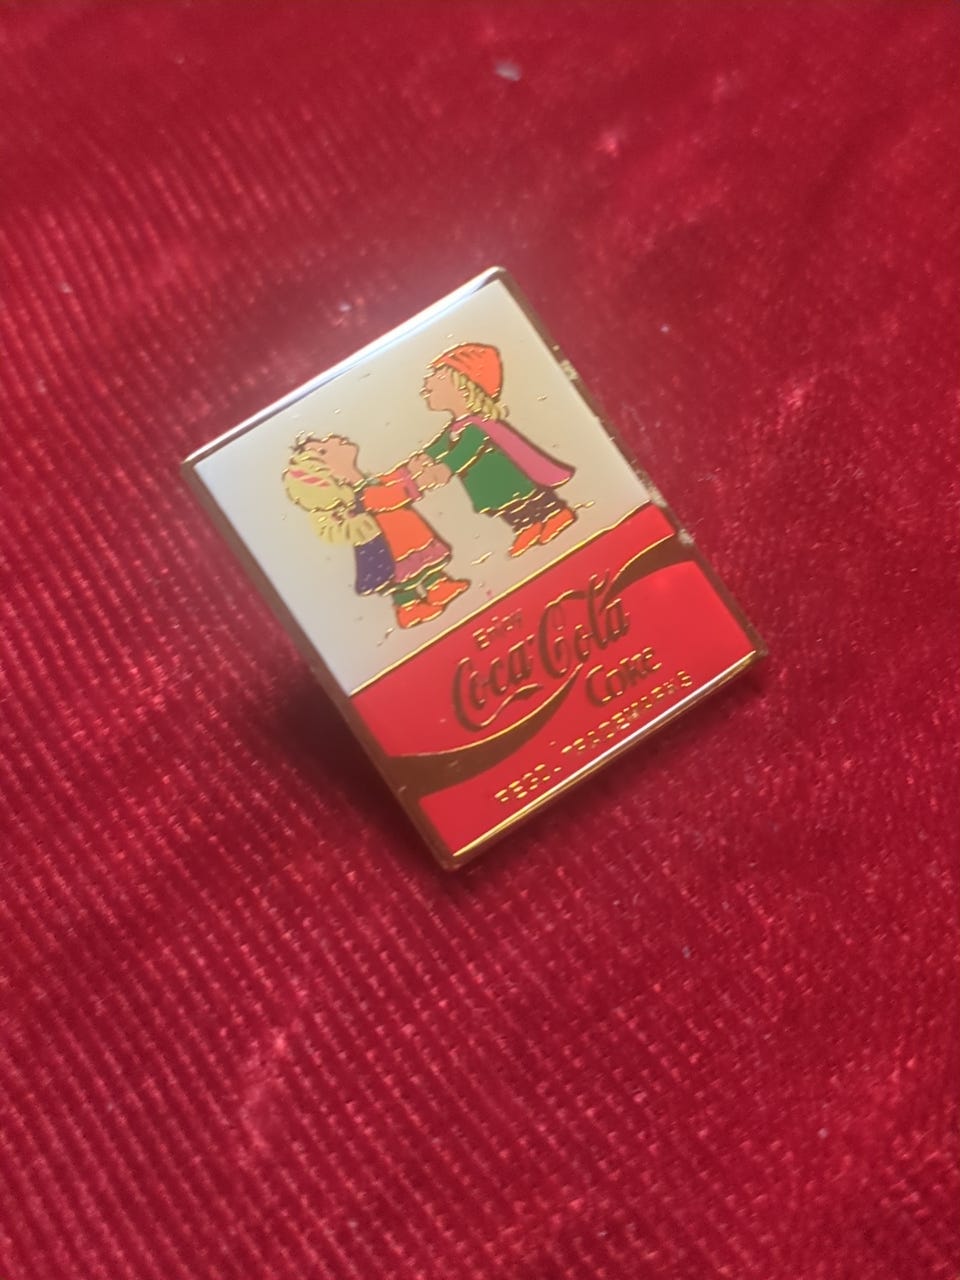 Enjoy
Coca-Cola
Coke
REGD. TRADEMARKS